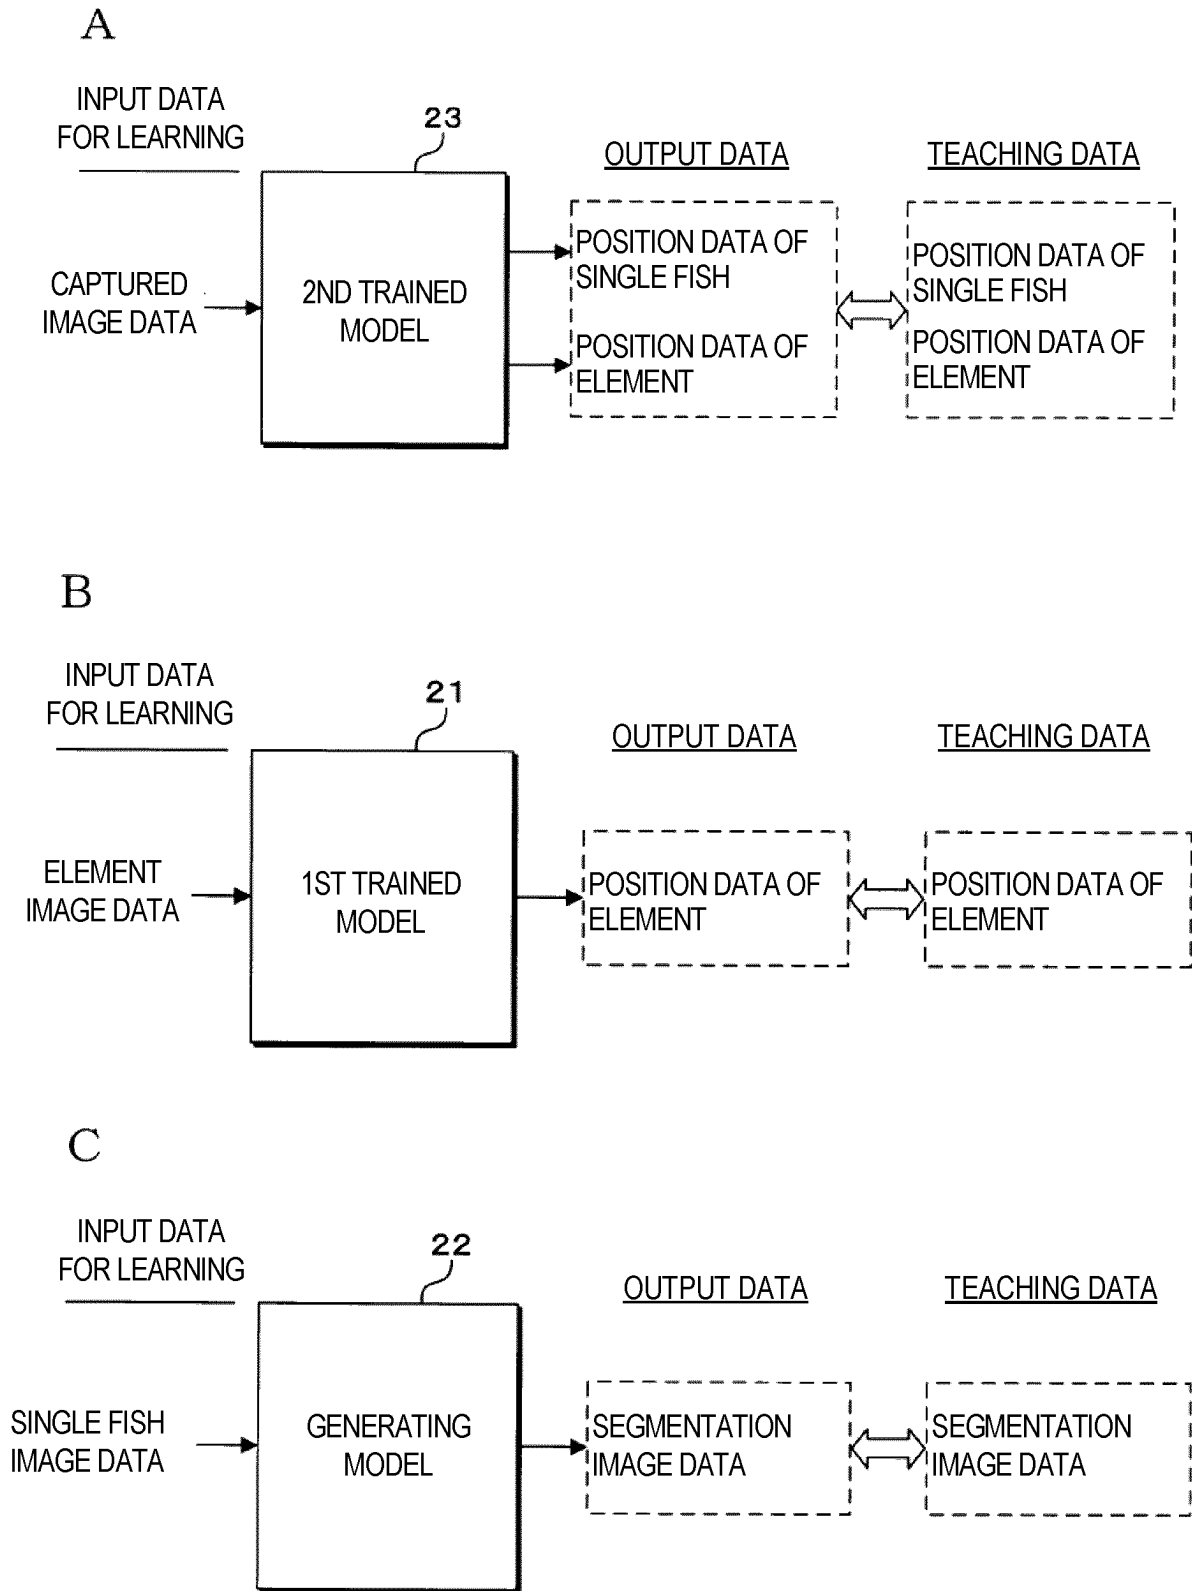 A
INPUT DATA
FOR LEARNING
23
OUTPUT DATA
TEACHING DATA
CAPTURED
IMAGE DATA
2ND TRAINED
MODEL
POSITION DATA OF
SINGLE FISH
POSITION DATA OF
ELEMENT
POSITION DATA OF
SINGLE FISH
POSITION DATA OF
ELEMENT
B
INPUT DATA
FOR LEARNING
21
OUTPUT DATA
TEACHING DATA
ELEMENT
IMAGE DATA
1ST TRAINED
MODEL
POSITION DATA OF
ELEMENT
POSITION DATA OF
ELEMENT
C
INPUT DATA
FOR LEARNING
22
OUTPUT DATA
TEACHING DATA
SINGLE FISH
IMAGE DATA
GENERATING
MODEL
SEGMENTATION
IMAGE DATA
SEGMENTATION
IMAGE DATA